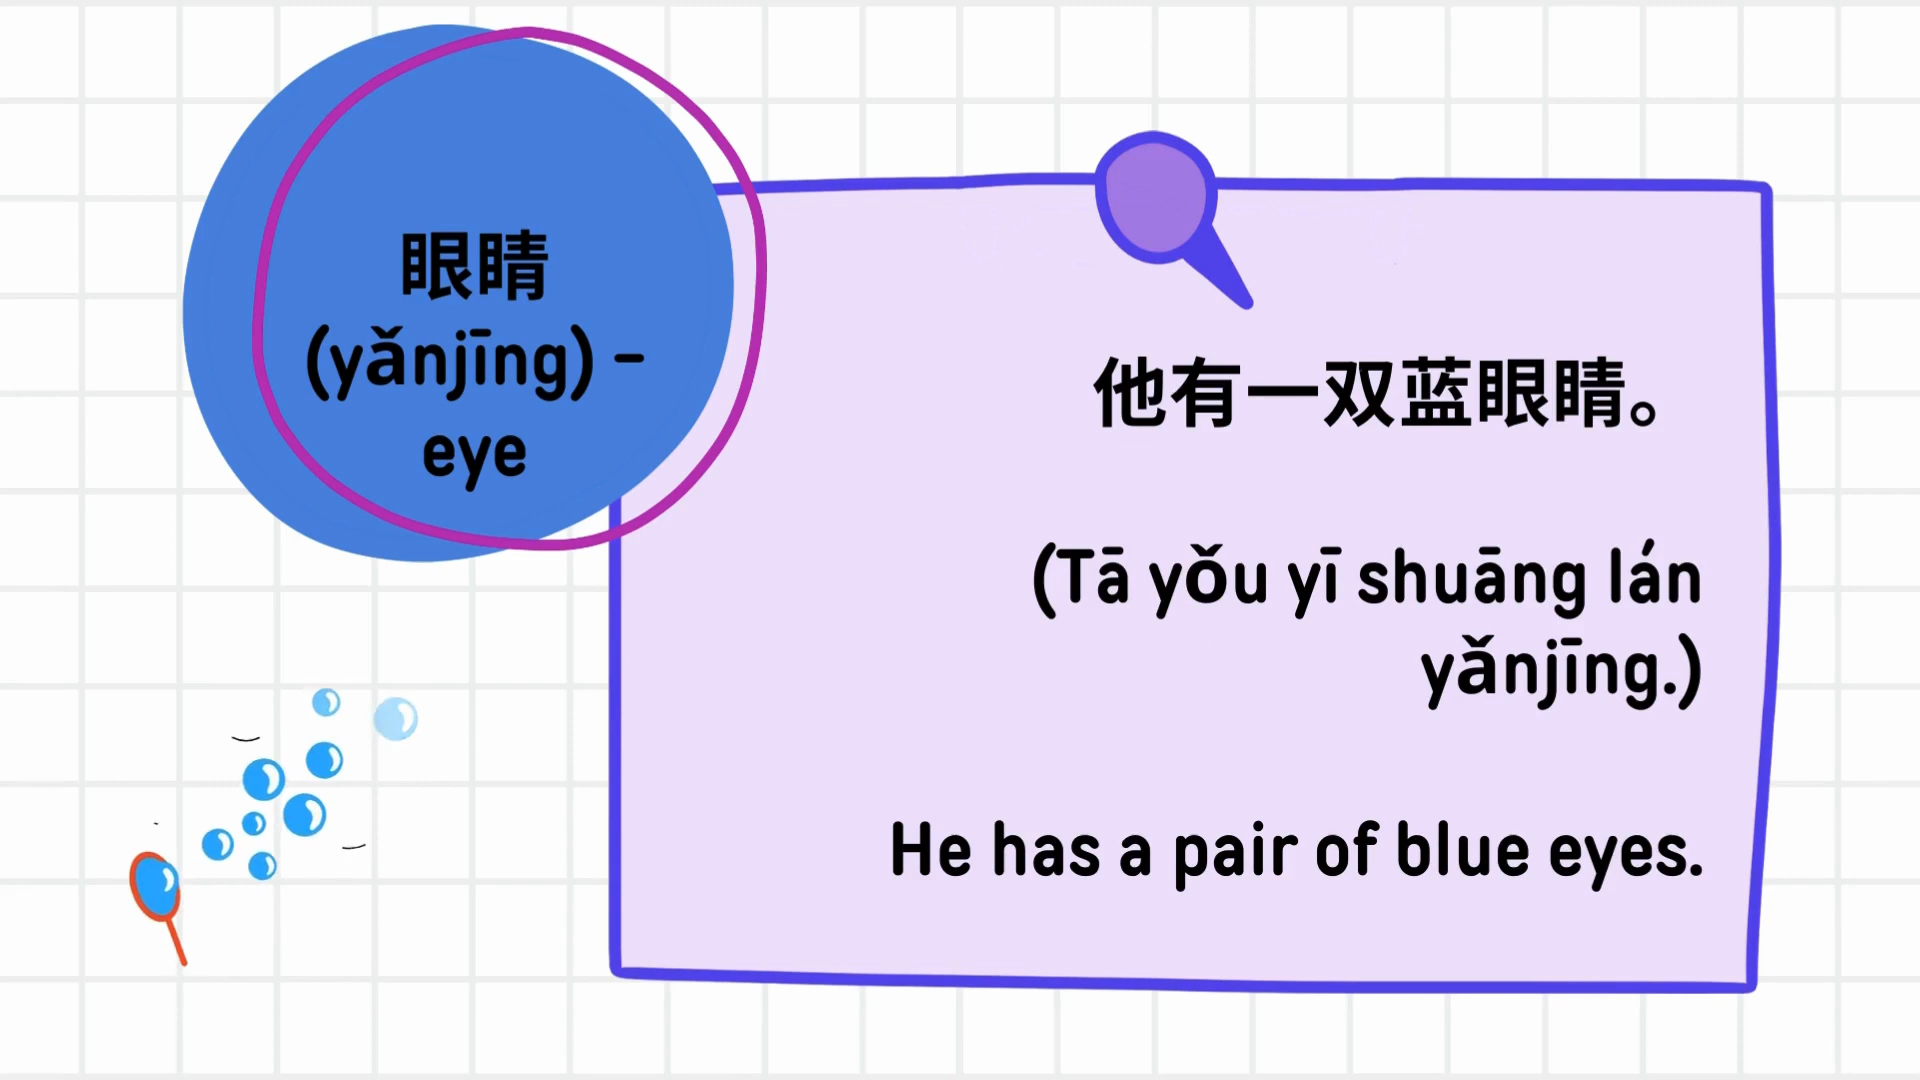 眼睛
(yǎnjīng) -
eye
他有一双蓝眼睛。
(Tā yǒu yī shuāng lán
yǎnjīng.)
He has a pair of blue eyes.